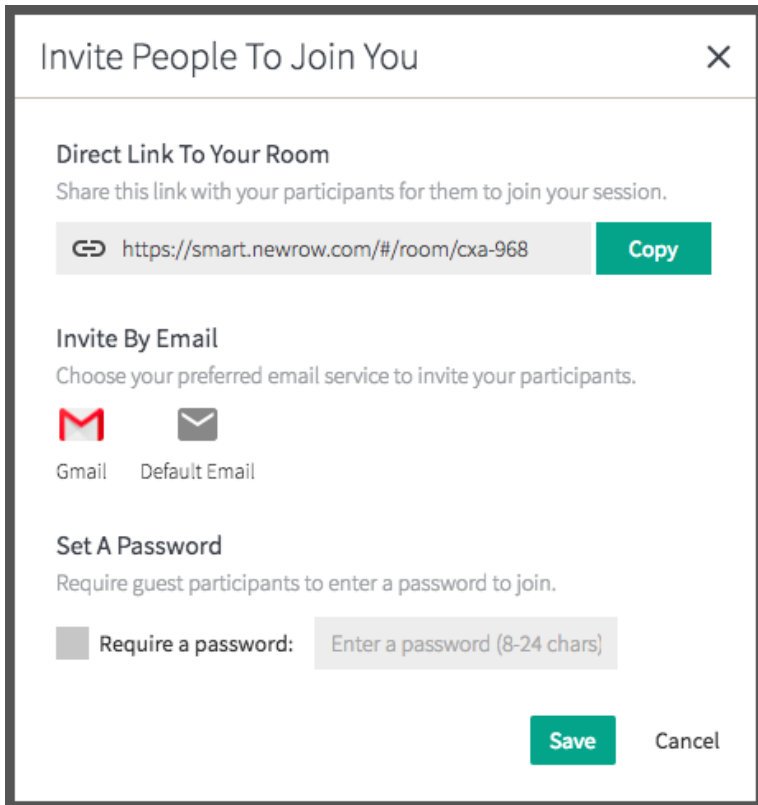 Invite People To Join You
Direct Link To Your Room
Share this link with your participants for them to join your session.
https://smart.newrow.com/#/room/cxa-968
Copy
Invite By Email
Choose your preferred email service to invite your participants.
Gmail Default Email
Set A Password
Require guest participants to enter a password to join.
Require a password: Enter a password (8-24 chars)
Save Cancel